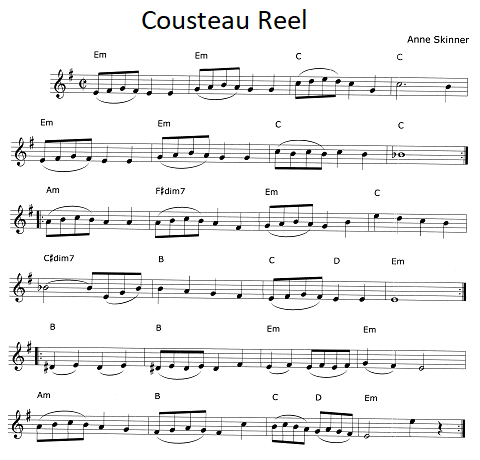 Cousteau Reel
Anne Skinner
Em Em C C
Em Em C C
Am F♯dim7 Em C
C♯dim7 B C D Em
B B Em Em
Am B C D Em